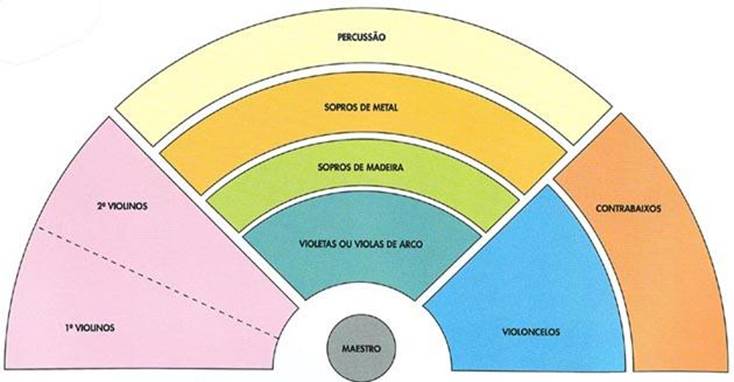 PERCUSSÃO
SOPROS DE METAL
SOPROS DE MADEIRA
2º VIOLINOS
CONTRABAIXOS
VIOLETAS OU VIOLAS DE ARCO
1º VIOLINOS
VIOLONCELOS
MAESTRO